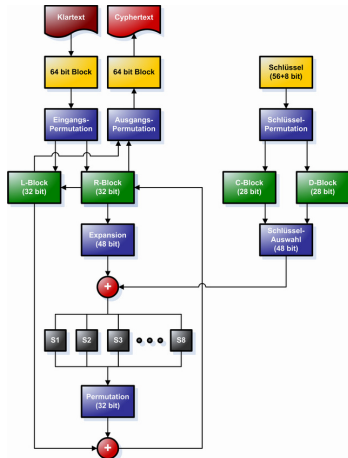 Klartext
Cyphertext
64 bit Block
64 bit Block
Schlüssel
(56+8 bit)
Eingangs-
Permutation
Ausgangs-
Permutation
Schlüssel-
Permutation
L-Block
(32 bit)
R-Block
(32 bit)
C-Block
(28 bit)
D-Block
(28 bit)
Expansion
(48 bit)
Schlüssel-
Auswahl
(48 bit)
+
S1
S2
S3
S8
Permutation
(32 bit)
+